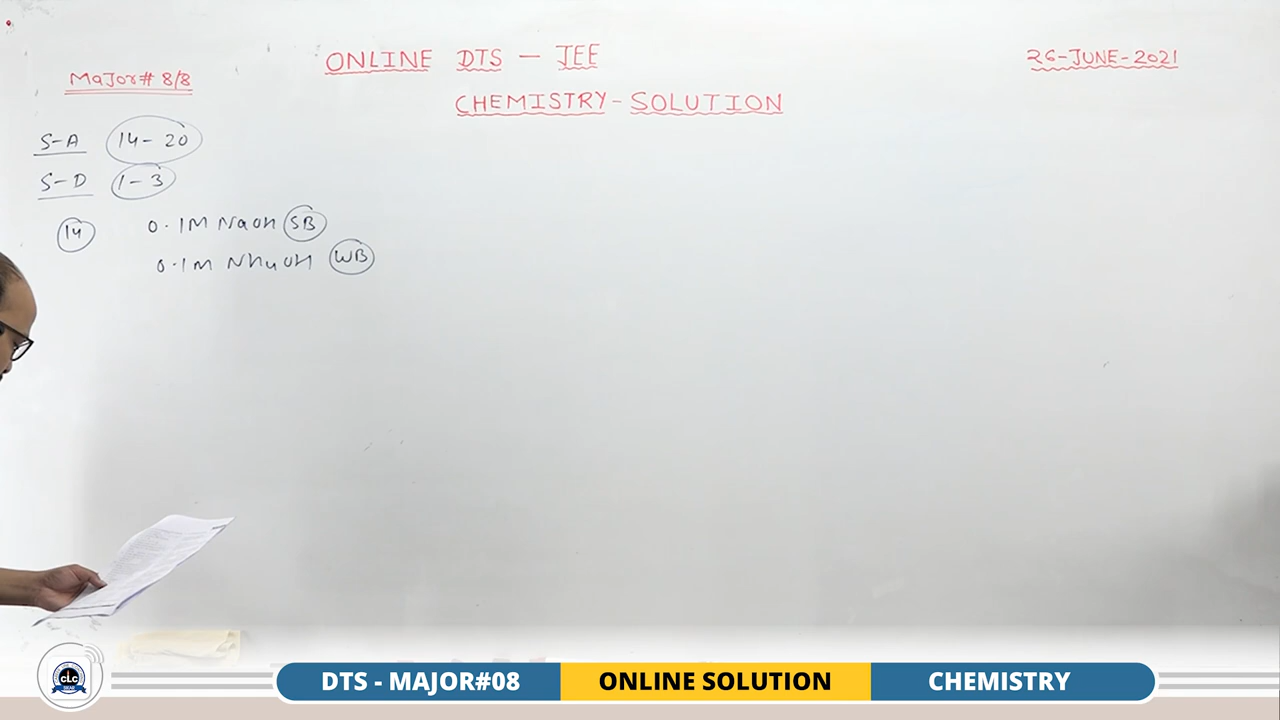 ONLINE DTS - JEE
26-JUNE-2021
MAJOR# 8/8
CHEMISTRY-SOLUTION
S-A 14-20
S-D 1-3
14 0.1M NaOH SB
0.1M NH4OH WB
CLC
DTS - MAJOR#08 ONLINE SOLUTION CHEMISTRY